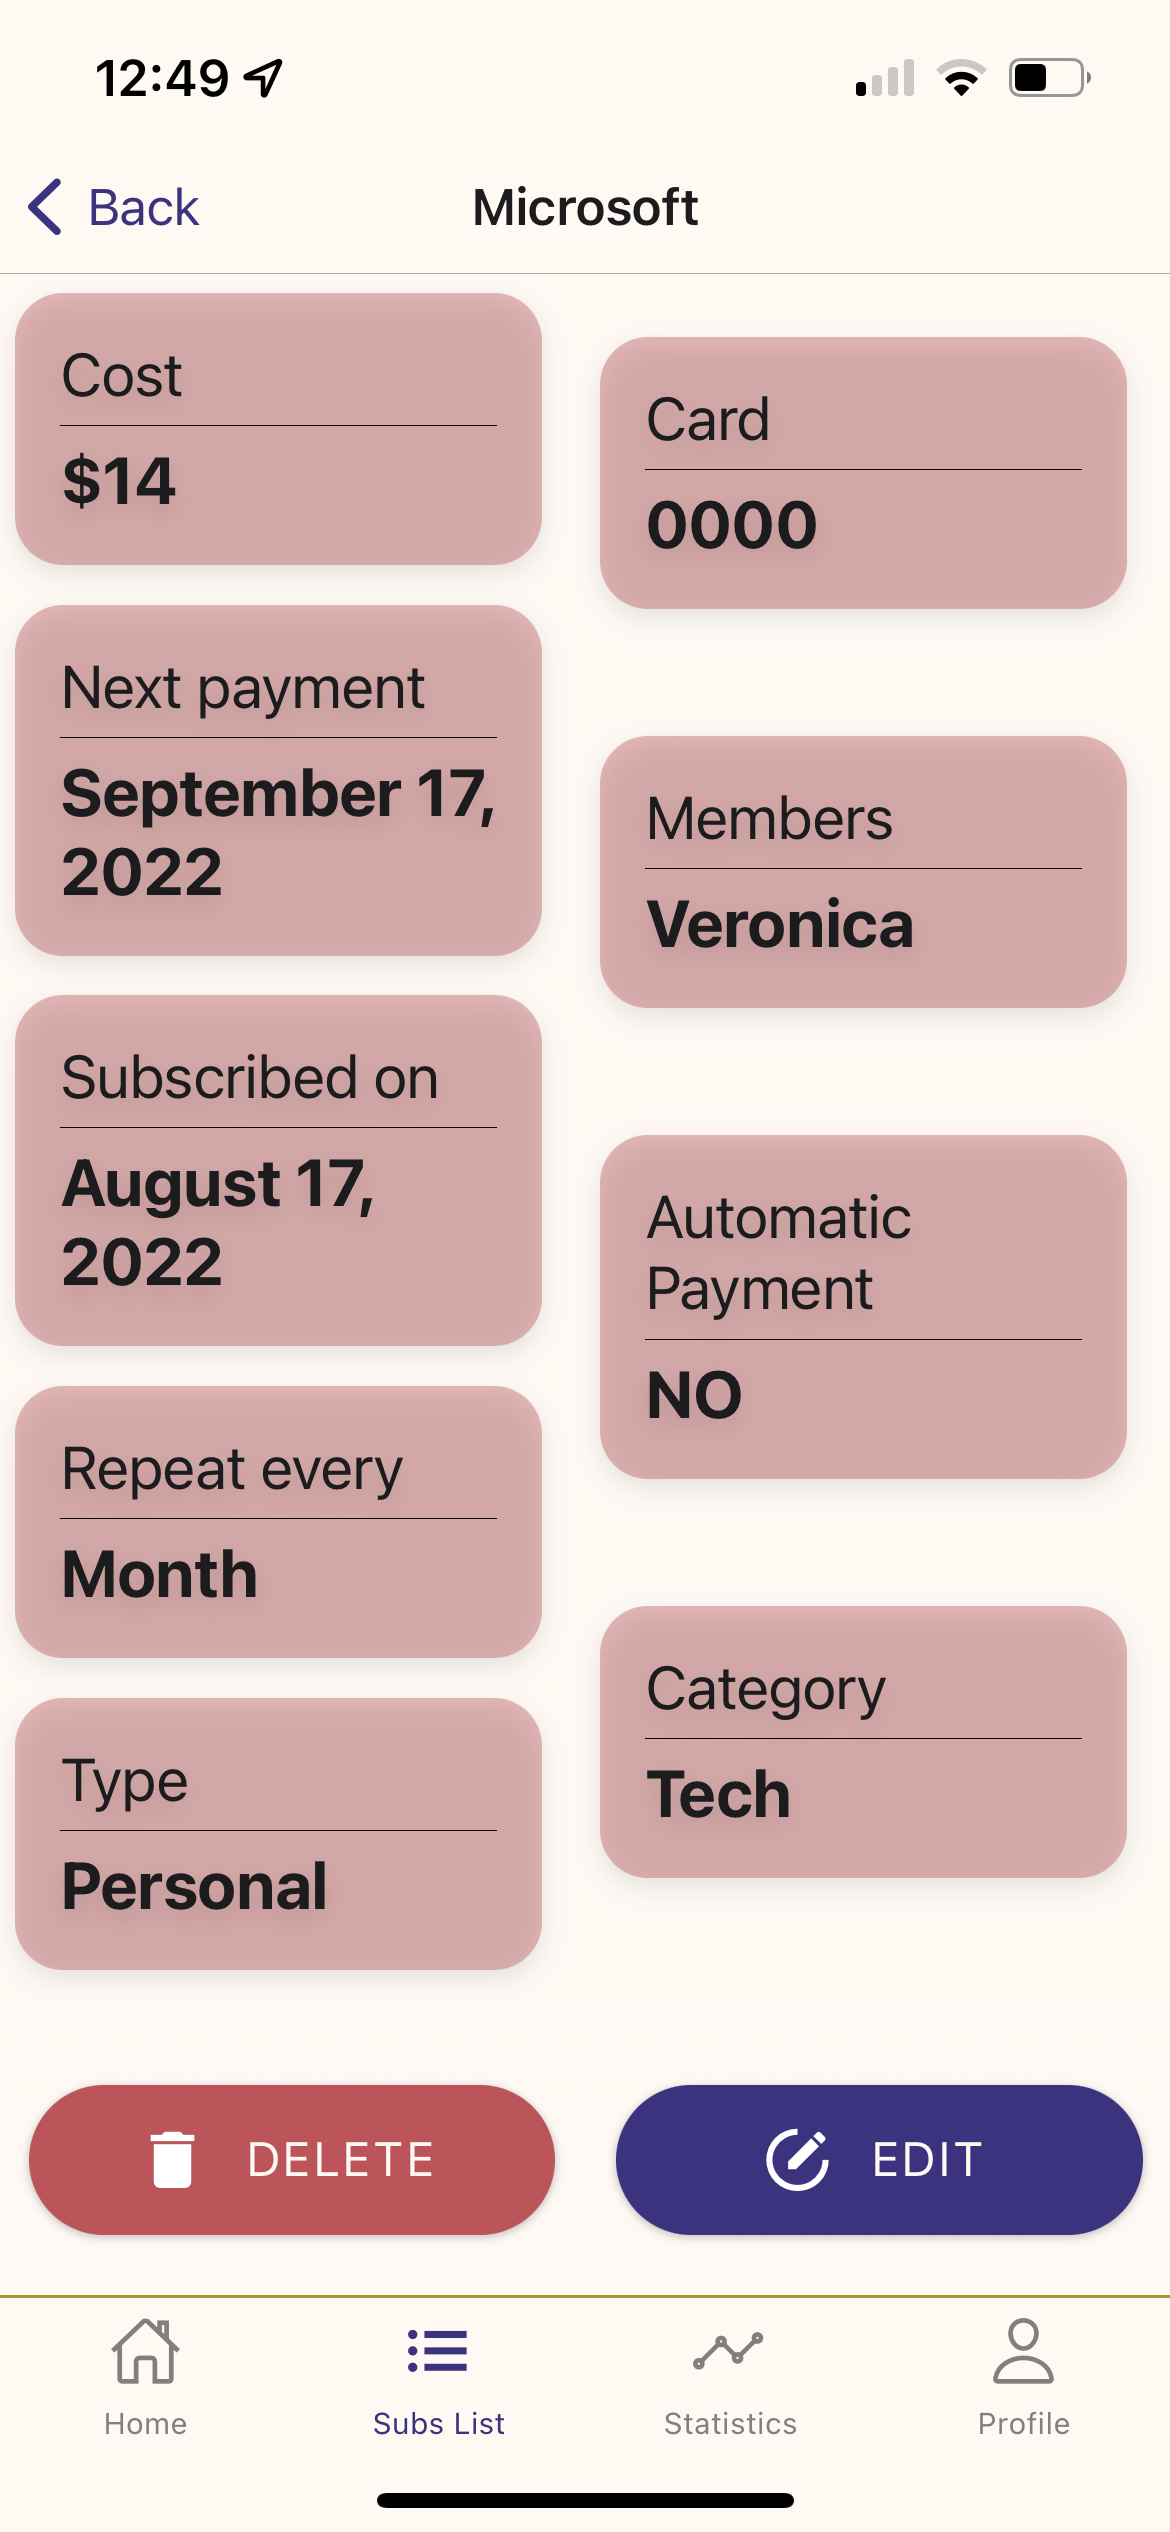 12:49
Back
Microsoft
Cost
$14
Next payment
September 17,
2022
Subscribed on
August 17,
2022
Repeat every
Month
Type
Personal
Card
0000
Members
Veronica
Automatic
Payment
NO
Category
Tech
DELETE
EDIT
Home
Subs List
Statistics
Profile